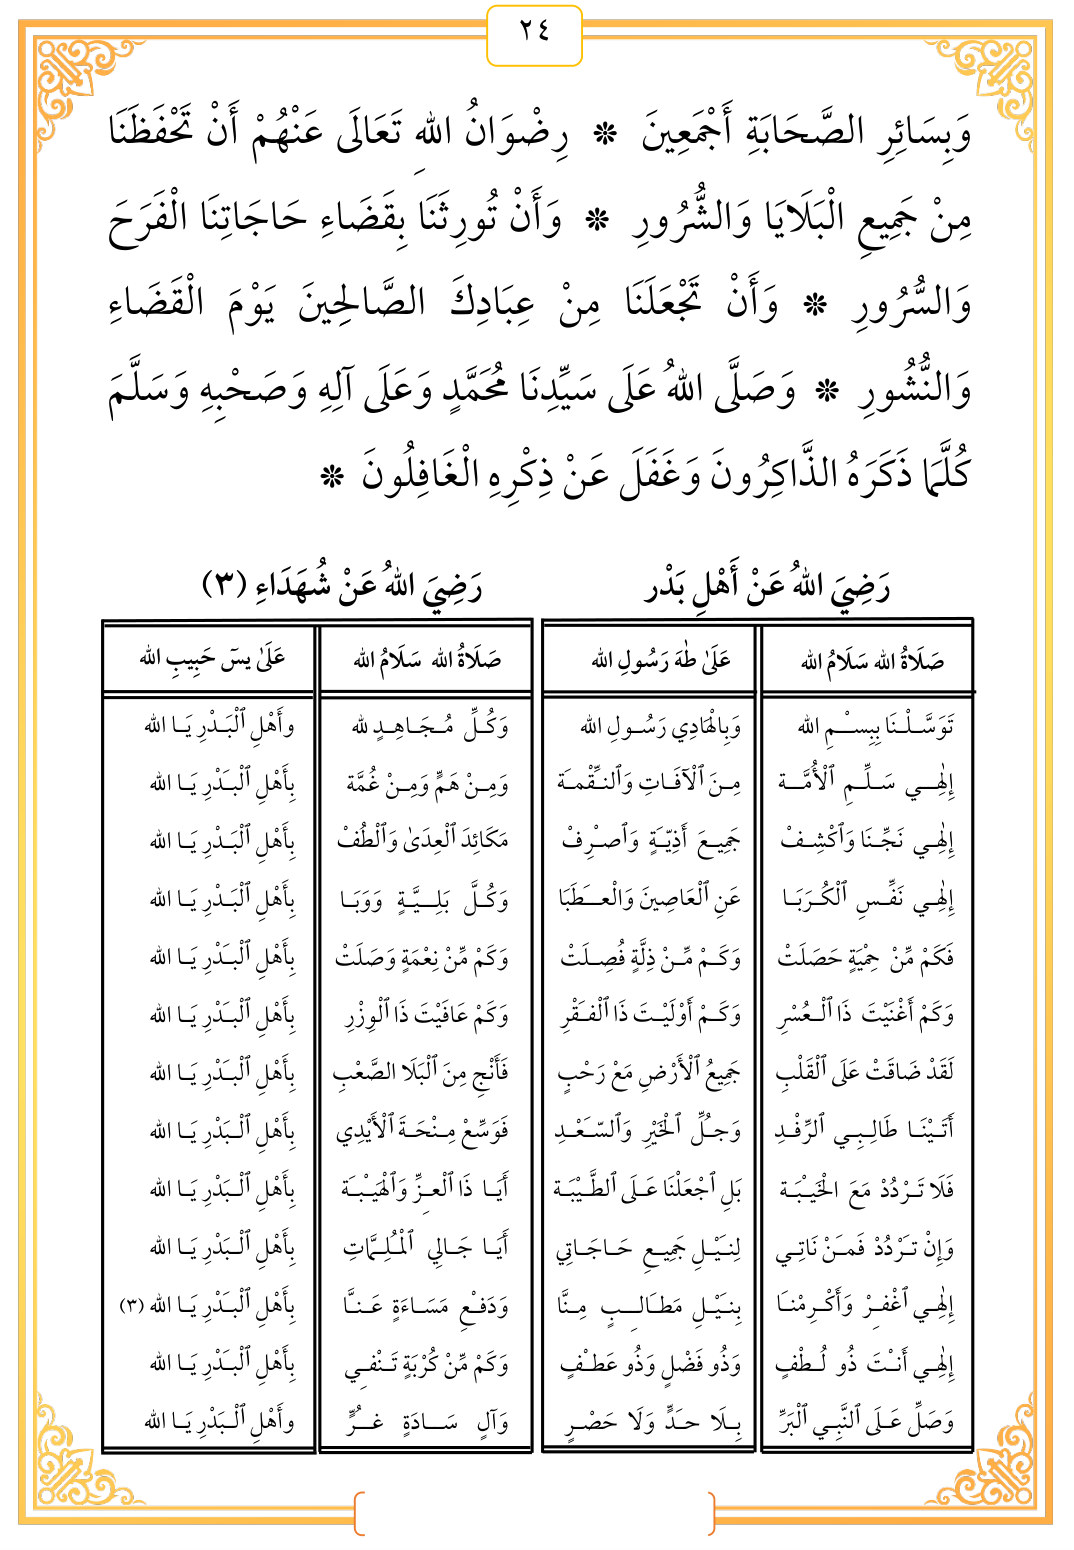 ٢٤
وَبِسَائِرِ الصَّحَابَةِ أَجْمَعِينَ ❊ رِضْوَانُ اللهِ تَعَالَى عَنْهُمْ أَنْ تَحْفَظَنَا
مِنْ جَمِيعِ الْبَلَايَا وَالشُّرُورِ ❊ وَأَنْ تُورِثَنَا بِقَضَاءِ حَاجَاتِنَا الْفَرَحَ
وَالسُّرُورِ ❊ وَأَنْ تَجْعَلَنَا مِنْ عِبَادِكَ الصَّالِحِينَ يَوْمَ الْقَضَاءِ
وَالنُّشُورِ ❊ وَصَلَّى اللهُ عَلَى سَيِّدِنَا مُحَمَّدٍ وَعَلَى آلِهِ وَصَحْبِهِ وَسَلَّمَ
كُلَّمَا ذَكَرَهُ الذَّاكِرُونَ وَغَفَلَ عَنْ ذِكْرِهِ الْغَافِلُونَ ❊
رَضِيَ اللهُ عَنْ أَهْلِ بَدْر رَضِيَ اللهُ عَنْ شُهَدَاءِ (٣)
صَلَاةُ الله سَلَامُ الله عَلَىٰ طٰهَ رَسُولِ الله صَلَاةُ الله سَلَامُ الله عَلَىٰ يسٓ حَبِيبِ الله
تَوَسَّلْنَا بِبِسْمِ الله وَبِالْهَادِي رَسُولِ الله وَكُلِّ مُجَاهِدٍ لله وأَهْلِ ٱلْبَدْرِ يَا الله
إِلٰهِي سَلِّمِ ٱلْأُمَّة مِنَ ٱلْآفَاتِ وَٱلنِّقْمَة وَمِنْ هَمٍّ وَمِنْ غُمَّة بِأَهْلِ ٱلْبَدْرِ يَا الله
إِلٰهِي نَجِّنَا وَٱكْشِفْ جَمِيعَ أَذِيّةٍ وَٱصْرِفْ مَكَائِدَ ٱلْعِدَىٰ وَٱلْطُفْ بِأَهْلِ ٱلْبَدْرِ يَا الله
إِلٰهِي نَفِّسِ ٱلْكُرَبَا عَنِ ٱلْعَاصِينَ وَالْعَطَبَا وَكُلَّ بَلِيَّةٍ وَوَبَا بِأَهْلِ ٱلْبَدْرِ يَا الله
فَكَمْ مِّنْ حِمْيَةٍ حَصَلَتْ وَكَمْ مِّنْ ذِلَّةٍ فُصِلَتْ وَكَمْ مِّنْ نِعْمَةٍ وَصَلَتْ بِأَهْلِ ٱلْبَدْرِ يَا الله
وَكَمْ أَغْنَيْتَ ذَا ٱلْعُسْرِ وَكَمْ أَوْلَيْتَ ذَا ٱلْفَقْرِ وَكَمْ عَافَيْتَ ذَا ٱلْوِزْرِ بِأَهْلِ ٱلْبَدْرِ يَا الله
لَقَدْ ضَاقَتْ عَلَى ٱلْقَلْبِ جَمِيعُ ٱلْأَرْضِ مَعْ رَحْبٍ فَأَنْجِ مِنَ ٱلْبَلَا الصَّعْبِ بِأَهْلِ ٱلْبَدْرِ يَا الله
أَتَيْنَا طَالِبِي ٱلرِّفْدِ وَجُلِّ ٱلْخَيْرِ وَٱلسّعْدِ فَوَسِّعْ مِنْحَةَ ٱلْأَيْدِي بِأَهْلِ ٱلْبَدْرِ يَا الله
فَلَا تَرْدُدْ مَعَ الْخَيْبَة بَلِ ٱجْعَلْنَا عَلَى ٱلطَّيْبَة أَيَا ذَا ٱلْعِزِّ وَٱلْهَيْبَة بِأَهْلِ ٱلْبَدْرِ يَا الله
وَإِنْ تَرْدُدْ فَمَنْ نَاتِي لِنَيْلِ جَمِيعِ حَاجَاتِي أَيَا جَالِي ٱلْمُلِمَّاتِ بِأَهْلِ ٱلْبَدْرِ يَا الله
إِلٰهِي ٱغْفِرْ وَأَكْرِمْنَا بِنَيْلِ مَطَالِبٍ مِنَّا وَدَفْعِ مَسَاءَةٍ عَنَّا بِأَهْلِ ٱلْبَدْرِ يَا الله (٣)
إِلٰهِي أَنْتَ ذُو لُطْفٍ وَذُو فَضْلٍ وَذُو عَطْفٍ وَكَمْ مِّنْ كُرْبَةٍ تَنْفِي بِأَهْلِ ٱلْبَدْرِ يَا الله
وَصَلِّ عَلَى ٱلنَّبِي ٱلْبَرِّ بِلَا حَدٍّ وَلَا حَصْرٍ وَآلٍ سَادَةٍ غُرٍّ وأَهْلِ ٱلْبَدْرِ يَا الله